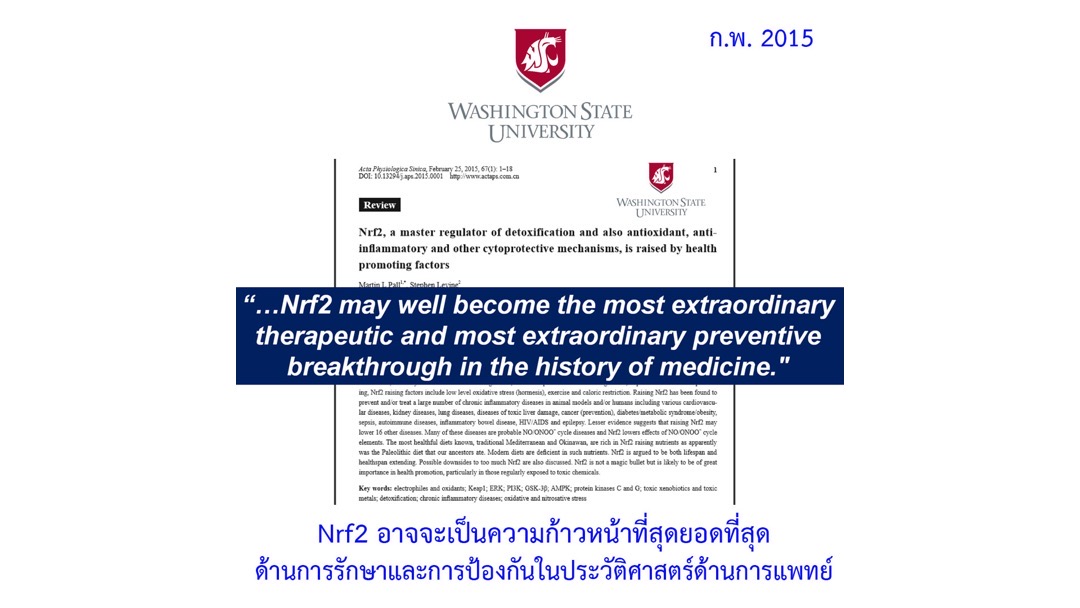 ก.พ. 2015
WASHINGTON STATE
UNIVERSITY
Acta Physiologica Sinica, February 25, 2015, 67(1): 1–18
DOI: 10.13294/j.aps.2015.0001 http://www.actaps.com.cn
1
WASHINGTON STATE
UNIVERSITY
Review
Nrf2, a master regulator of detoxification and also antioxidant, anti-
inflammatory and other cytoprotective mechanisms, is raised by health
promoting factors
Martin L Pall1,*, Stephen Levine2
“…Nrf2 may well become the most extraordinary
therapeutic and most extraordinary preventive
breakthrough in the history of medicine."
ing, Nrf2 raising factors include low level oxidative stress (hormesis), exercise and caloric restriction. Raising Nrf2 has been found to
prevent and/or treat a large number of chronic inflammatory diseases in animal models and/or humans including various cardiovascu-
lar diseases, kidney diseases, lung diseases, diseases of toxic liver damage, cancer (prevention), diabetes/metabolic syndrome/obesity,
sepsis, autoimmune diseases, inflammatory bowel disease, HIV/AIDS and epilepsy. Lesser evidence suggests that raising Nrf2 may
lower 16 other diseases. Many of these diseases are probable NO/ONOO⁻ cycle diseases and Nrf2 lowers effects of NO/ONOO⁻ cycle
elements. The most healthful diets known, traditional Mediterranean and Okinawan, are rich in Nrf2 raising nutrients as apparently
was the Paleolithic diet that our ancestors ate. Modern diets are deficient in such nutrients. Nrf2 is argued to be both lifespan and
healthspan extending. Possible downsides to too much Nrf2 are also discussed. Nrf2 is not a magic bullet but is likely to be of great
importance in health promotion, particularly in those regularly exposed to toxic chemicals.
Key words: electrophiles and oxidants; Keap1; ERK; PI3K; GSK-3β; AMPK; protein kinases C and G; toxic xenobiotics and toxic
metals; detoxification; chronic inflammatory diseases; oxidative and nitrosative stress
Nrf2 อาจจะเป็นความก้าวหน้าที่สุดยอดที่สุด
ด้านการรักษาและการป้องกันในประวัติศาสตร์ด้านการแพทย์